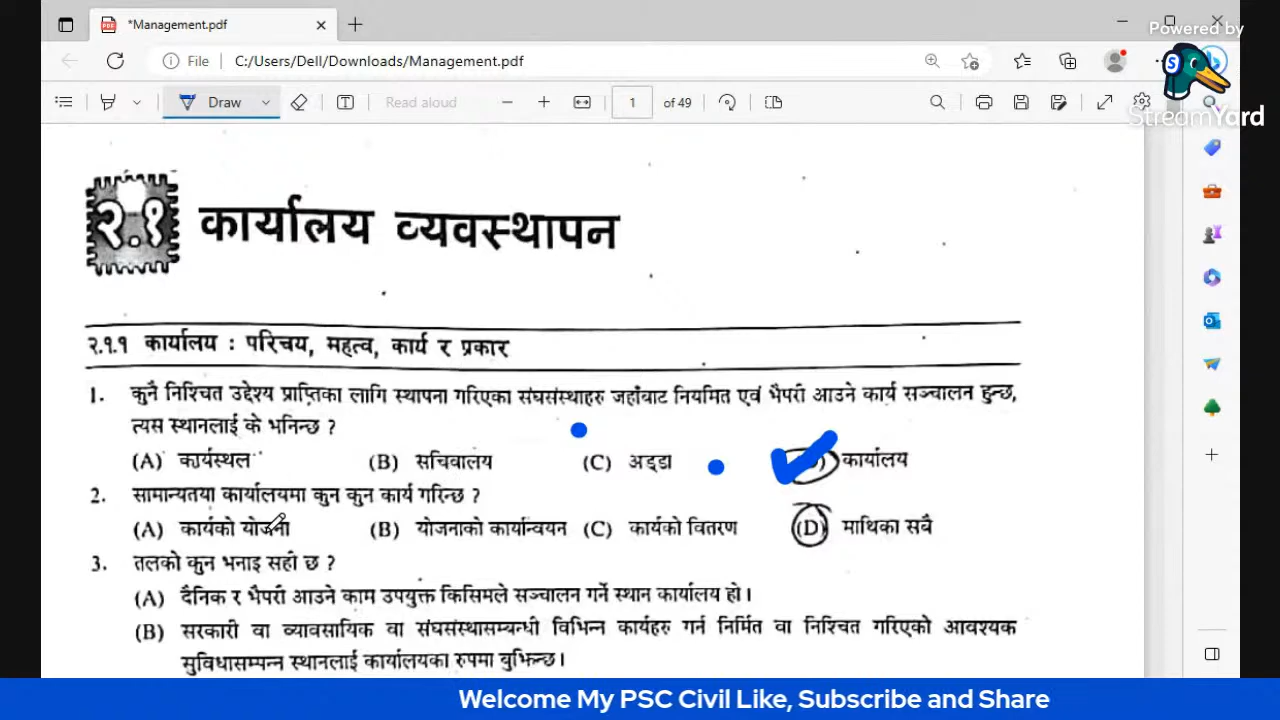 *Management.pdf
Powered by
File C:/Users/Dell/Downloads/Management.pdf
StreamYard
Draw Read aloud 1 of 49
२.१ कार्यालय व्यवस्थापन
२.१.१ कार्यालय : परिचय, महत्व, कार्य र प्रकार
1. कुनै निश्चित उद्देश्य प्राप्तिका लागि स्थापना गरिएका संघसंस्थाहरु जहाँवाट नियमित एवं भैपरी आउने कार्य सञ्चालन हुन्छ,
त्यस स्थानलाई के भनिन्छ ?
(A) कार्यस्थल (B) सचिवालय (C) अड्डा (D) कार्यालय
2. सामान्यतया कार्यालयमा कुन कुन कार्य गरिन्छ ?
(A) कार्यको योजना (B) योजनाको कार्यान्वयन (C) कार्यको वितरण (D) माथिका सबै
3. तलको कुन भनाइ सही छ ?
(A) दैनिक र भैपरी आउने काम उपयुक्त किसिमले सञ्चालन गर्ने स्थान कार्यालय हो।
(B) सरकारी वा व्यावसायिक वा संघसंस्थासम्बन्धी विभिन्न कार्यहरु गर्न निर्मित वा निश्चित गरिएको आवश्यक
सुविधासम्पन्न स्थानलाई कार्यालयका रुपमा वुझिन्छ।
Welcome My PSC Civil Like, Subscribe and Share